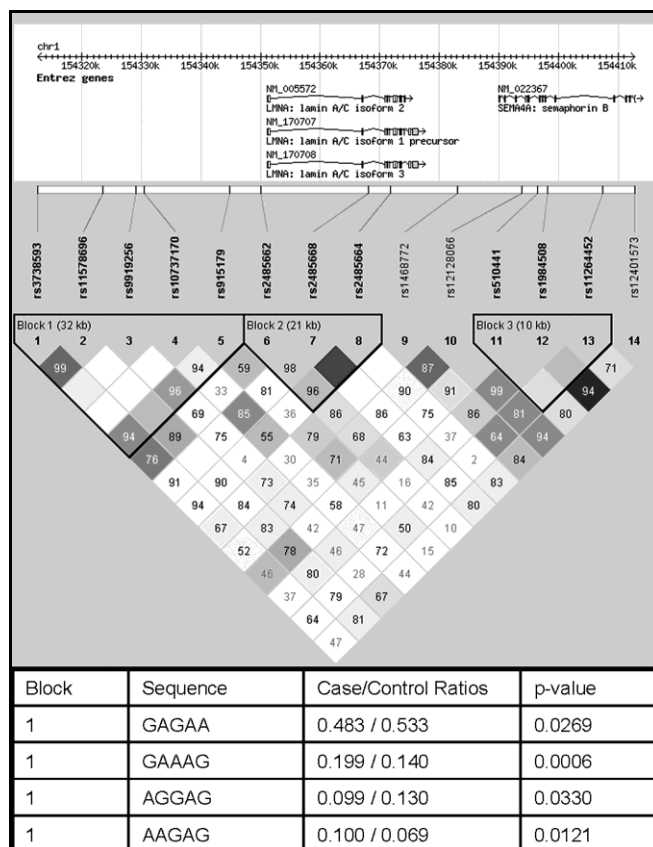 chr1
154320k 154330k 154340k 154350k 154360k 154370k 154380k 154390k 154400k 154410k
Entrez genes
NM_005572
LMNA: lamin A/C isoform 2
NM_170707
LMNA: lamin A/C isoform 1 precursor
NM_170708
LMNA: lamin A/C isoform 3
NM_022367
SEMA4A: semaphorin B
rs3738593
rs11578696
rs9919256
rs10737170
rs915179
rs2485662
rs2485668
rs2485664
rs1468772
rs12128066
rs510441
rs1984508
rs11264452
rs12401573
Block 1 (32 kb) Block 2 (21 kb) Block 3 (10 kb)
1 2 3 4 5 6 7 8 9 10 11 12 13 14
99 94 59 98 87 71
96 33 81 96 90 91 99 94
69 85 36 86 86 75 86 81 80
94 89 75 55 79 68 63 37 64 94
76 4 30 71 44 84 2 84
91 90 73 35 45 16 85 83
94 84 74 58 11 42 80
67 83 42 47 50 10
52 78 46 72 15
46 80 28 44
37 79 67
64 81
47
Block Sequence Case/Control Ratios p-value
1 GAGAA 0.483 / 0.533 0.0269
1 GAAAG 0.199 / 0.140 0.0006
1 AGGAG 0.099 / 0.130 0.0330
1 AAGAG 0.100 / 0.069 0.0121